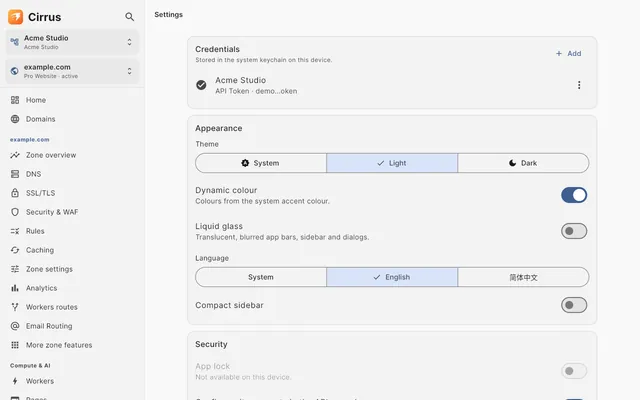 Cirrus
Settings
Acme Studio
Acme Studio
example.com
Pro Website · active
Home
Domains
example.com
Zone overview
DNS
SSL/TLS
Security & WAF
Rules
Caching
Zone settings
Analytics
Workers routes
Email Routing
More zone features
Compute & AI
Workers
Credentials
Stored in the system keychain on this device.
Add
Acme Studio
API Token · demo...oken
Appearance
Theme
System
Light
Dark
Dynamic colour
Colours from the system accent colour.
Liquid glass
Translucent, blurred app bars, sidebar and dialogs.
Language
System
English
简体中文
Compact sidebar
Security
App lock
Not available on this device.